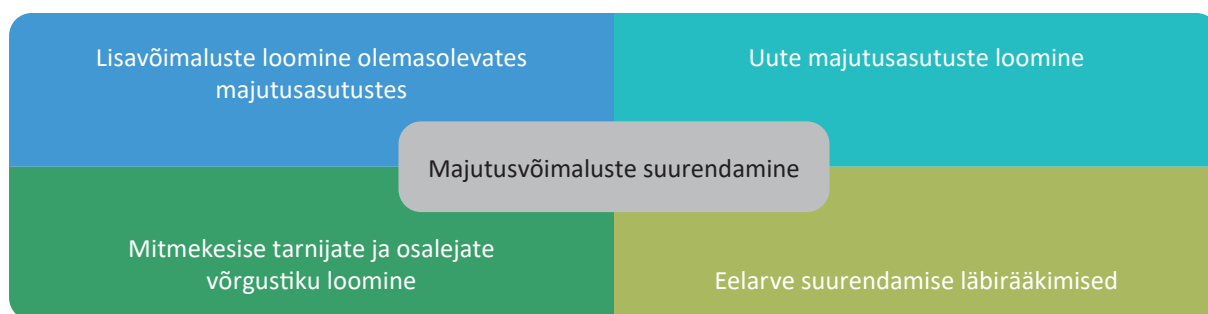 Lisavõimaluste loomine olemasolevates
majutusasutustes
Uute majutusasutuste loomine
Majutusvõimaluste suurendamine
Mitmekesise tarnijate ja osalejate
võrgustiku loomine
Eelarve suurendamise läbirääkimised